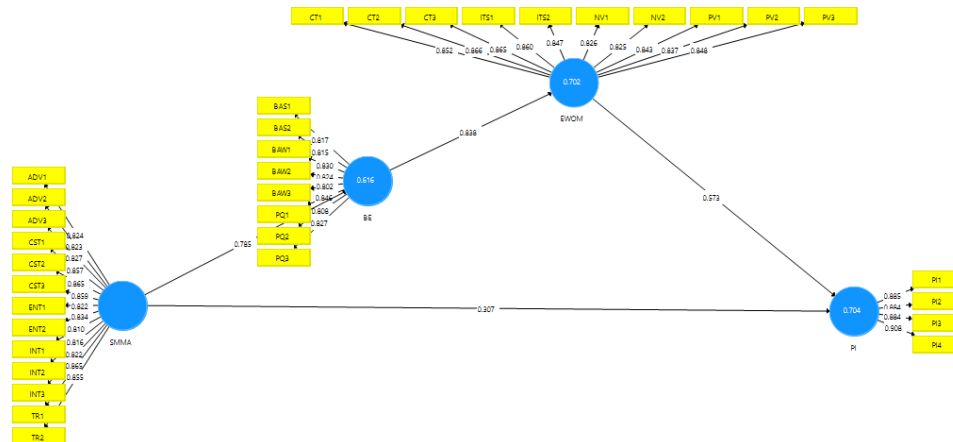 CT1 CT2 CT3 ITS1 ITS2 NV1 NV2 PV1 PV2 PV3
0.852 0.866 0.865 0.860 0.847 0.826 0.825 0.843 0.837 0.848
0.702
EWOM
BAS1
BAS2
BAW1
BAW2
BAW3
PQ1
PQ2
PQ3
0.817
0.815
0.830
0.802
0.846
0.808
0.827
0.616
BE
0.838
0.573
0.785
0.307
ADV1
ADV2
ADV3
CST1
CST2
CST3
ENT1
ENT2
INT1
INT2
INT3
TR1
TR2
0.824
0.823
0.827
0.857
0.865
0.859
0.822
0.834
0.810
0.816
0.822
0.865
0.855
SMMA
0.704
PI
0.885
0.884
0.908
PI1
PI2
PI3
PI4